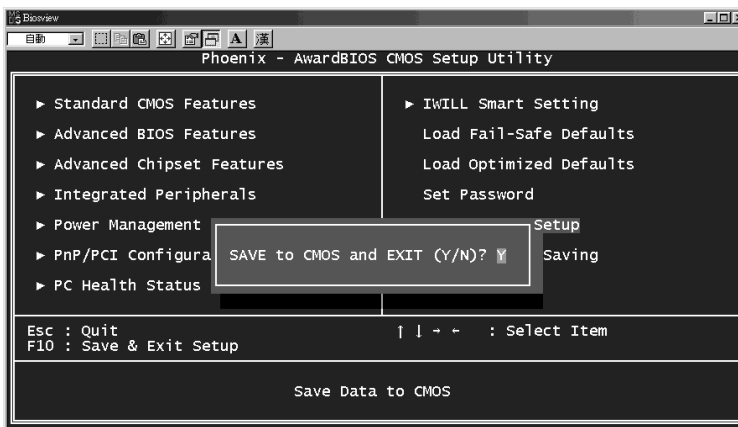 Biosview
自動 A 漢
Phoenix - AwardBIOS CMOS Setup Utility
► Standard CMOS Features
► Advanced BIOS Features
► Advanced Chipset Features
► Integrated Peripherals
► Power Management
► PnP/PCI Configura
► PC Health Status
► IWILL Smart Setting
Load Fail-Safe Defaults
Load Optimized Defaults
Set Password
Setup
Saving
SAVE to CMOS and EXIT (Y/N)? Y
Esc : Quit
F10 : Save & Exit Setup
↑ ↓ → ← : Select Item
Save Data to CMOS